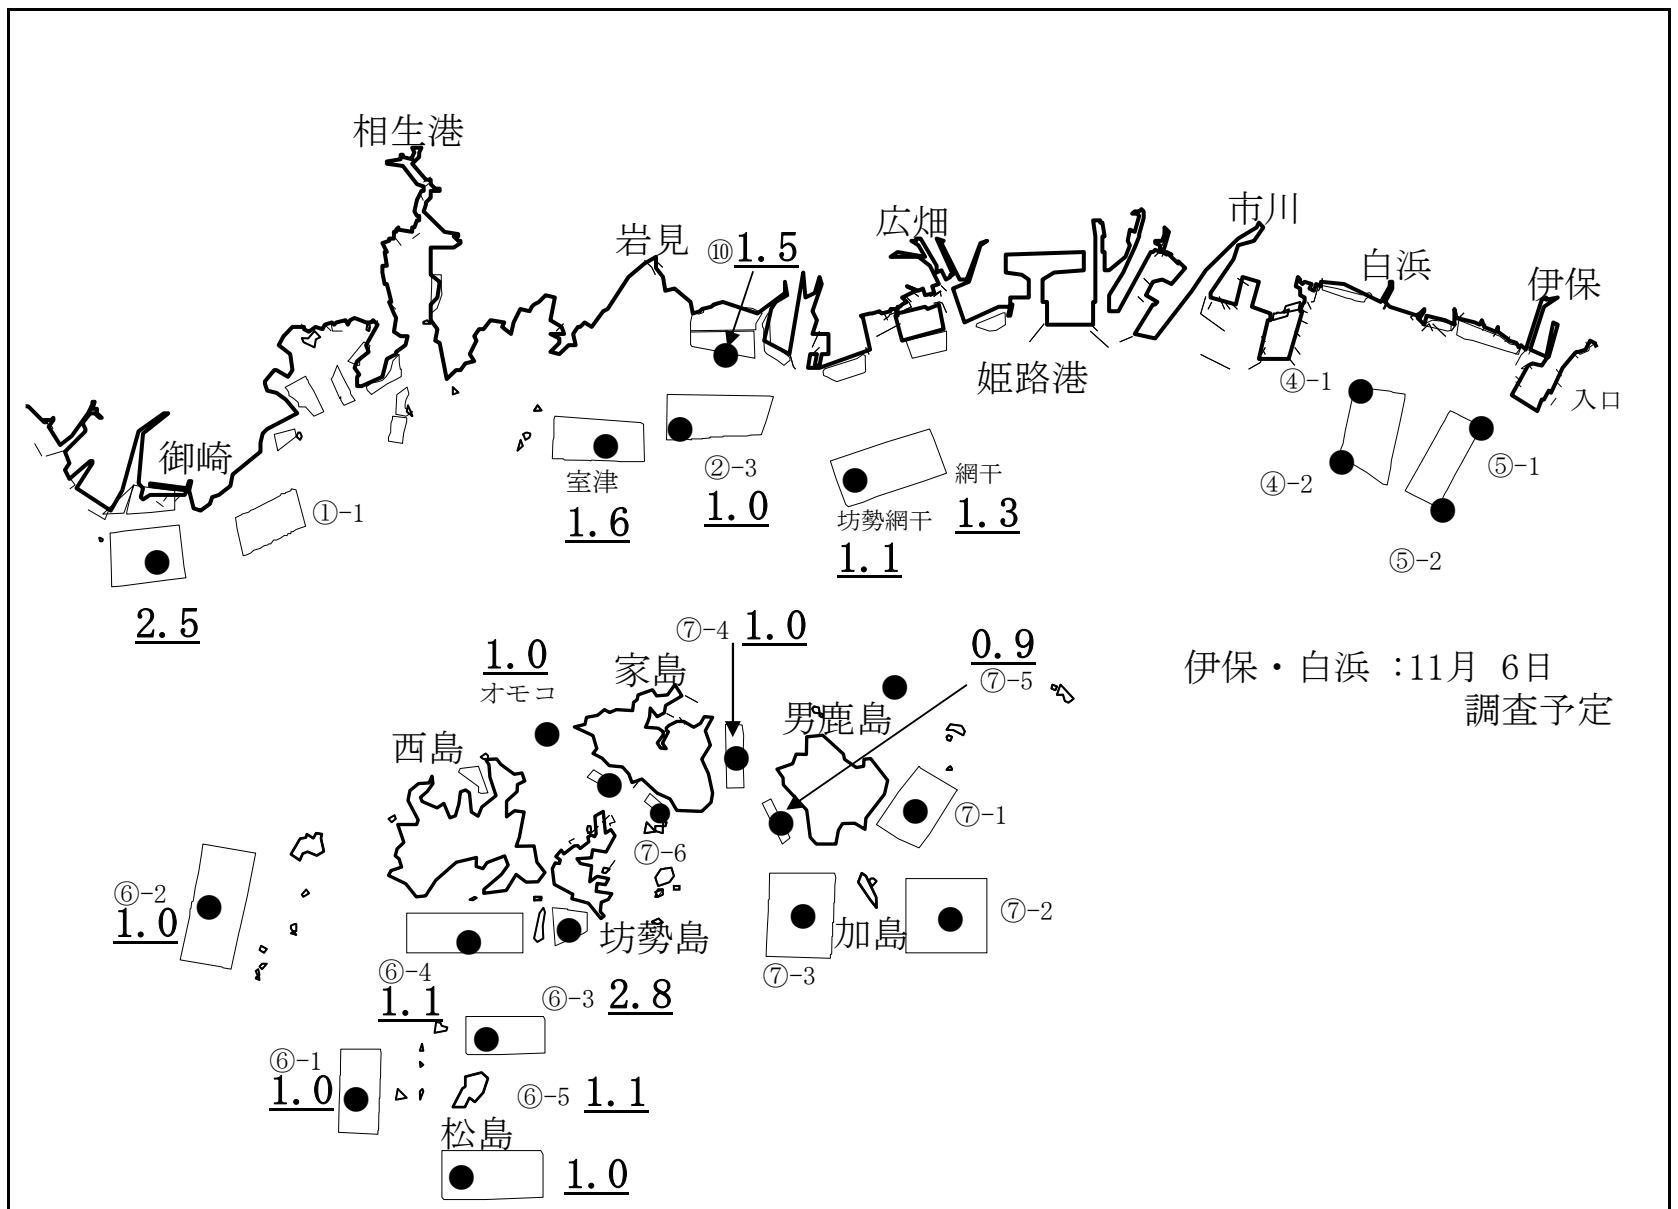 相生港
市川
広畑
岩見
⑩1.5
白浜
伊保
姫路港
④-1
入口
御崎
②-3
室津
網干
⑤-1
④-2
①-1
1.0
1.6
坊勢網干
1.3
1.1
⑤-2
2.5
⑦-4 1.0
0.9
1.0
オモコ
家島
⑦-5
伊保・白浜 :11月 6日
調査予定
男鹿島
西島
⑦-1
⑦-6
⑥-2
1.0
⑦-2
坊勢島
加島
⑥-4
⑦-3
1.1
⑥-3 2.8
⑥-1
1.0
⑥-5 1.1
松島
1.0